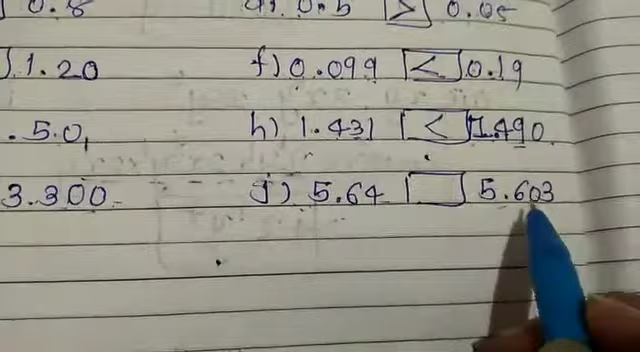 0.8 d) 0.5 > 0.05
1.20 f) 0.099 < 0.19
.5.0 h) 1.431 < 1.490
3.300 j) 5.64 5.603